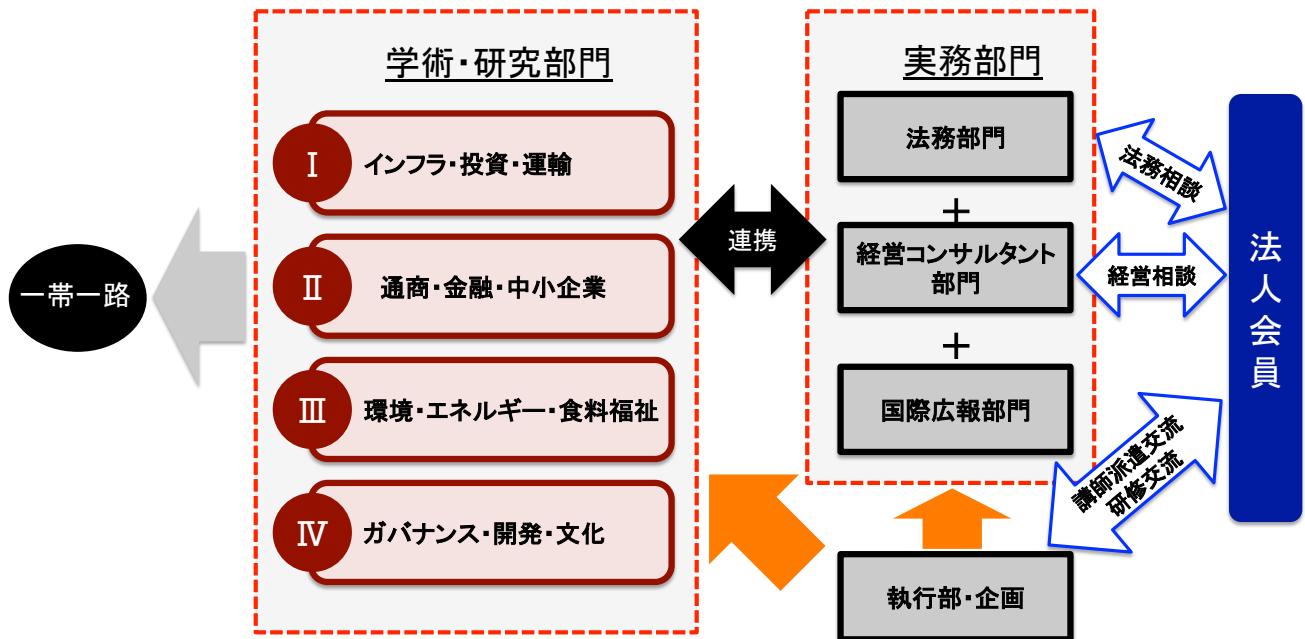 学術・研究部門
Ⅰ
インフラ・投資・運輸
Ⅱ
通商・金融・中小企業
Ⅲ
環境・エネルギー・食料福祉
Ⅳ
ガバナンス・開発・文化
一帯一路
連携
実務部門
法務部門
+
経営コンサルタント
部門
+
国際広報部門
執行部・企画
法務相談
経営相談
講師派遣交流
研修交流
法人会員